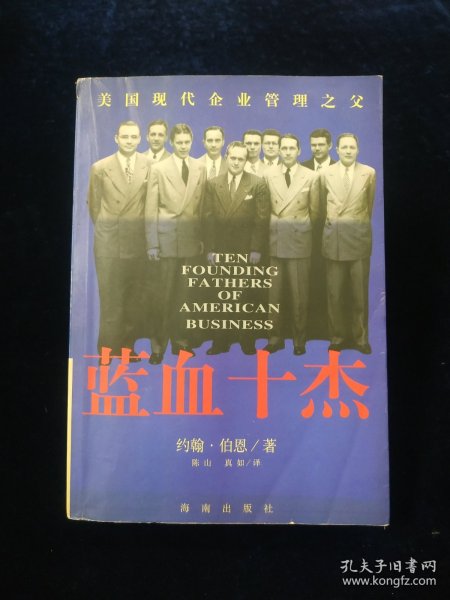 美国现代企业管理之父
TEN
FOUNDING
FATHERS
OF
AMERICAN
BUSINESS
蓝血十杰
约翰·伯恩/著
陈山 真如/译
海南出版社
孔夫子旧书网
www.kongfz.com